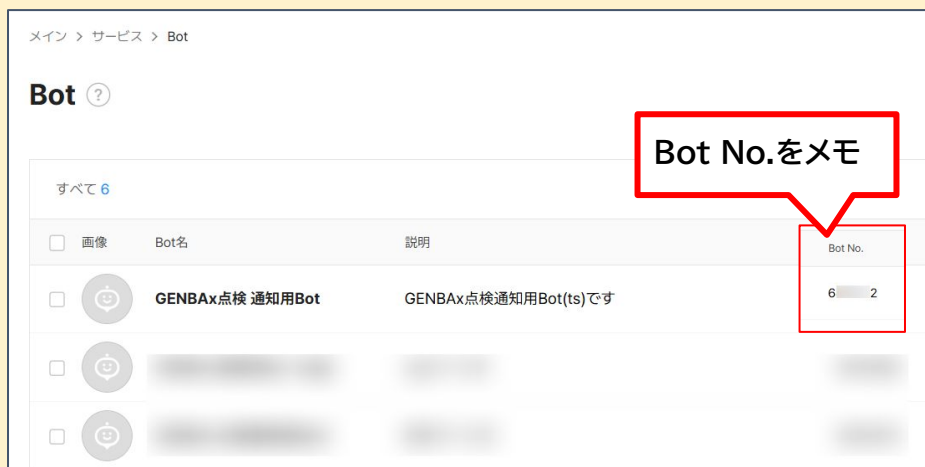 メイン > サービス > Bot
Bot ?
Bot No.をメモ
すべて 6
画像 Bot名 説明 Bot No.
GENBAx点検 通知用Bot GENBAx点検通知用Bot(ts)です 6 2